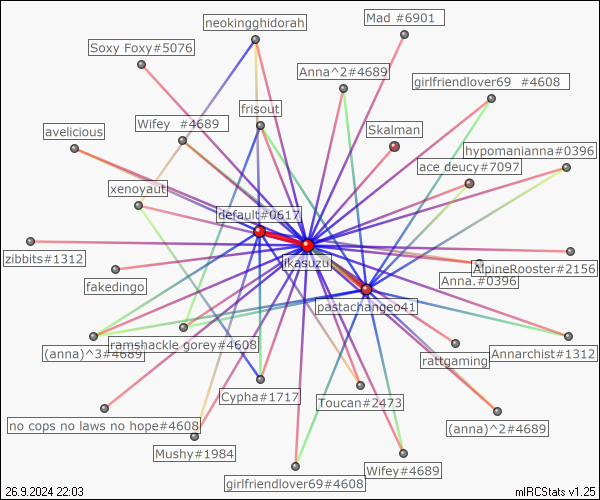 Mad #6901
neokingghidorah
Soxy Foxy#5076
Anna^2#4689
girlfriendlover69 #4608
frisout
Wifey #4689
Skalman
avelicious
hypomanianna#0396
ace deucy#7097
xenoyaut
default#0617
zibbits#1312
ikasuzu
AlpineRooster#2156
fakedingo
Anna.#0396
pastachangeo41
ramshackle gorey#4608
(anna)^3#4689
Annarchist#1312
rattgaming
Cypha#1717
Toucan#2473
no cops no laws no hope#4608
(anna)^2#4689
Mushy#1984
Wifey#4689
girlfriendlover69#4608
26.9.2024 22:03
mIRCStats v1.25